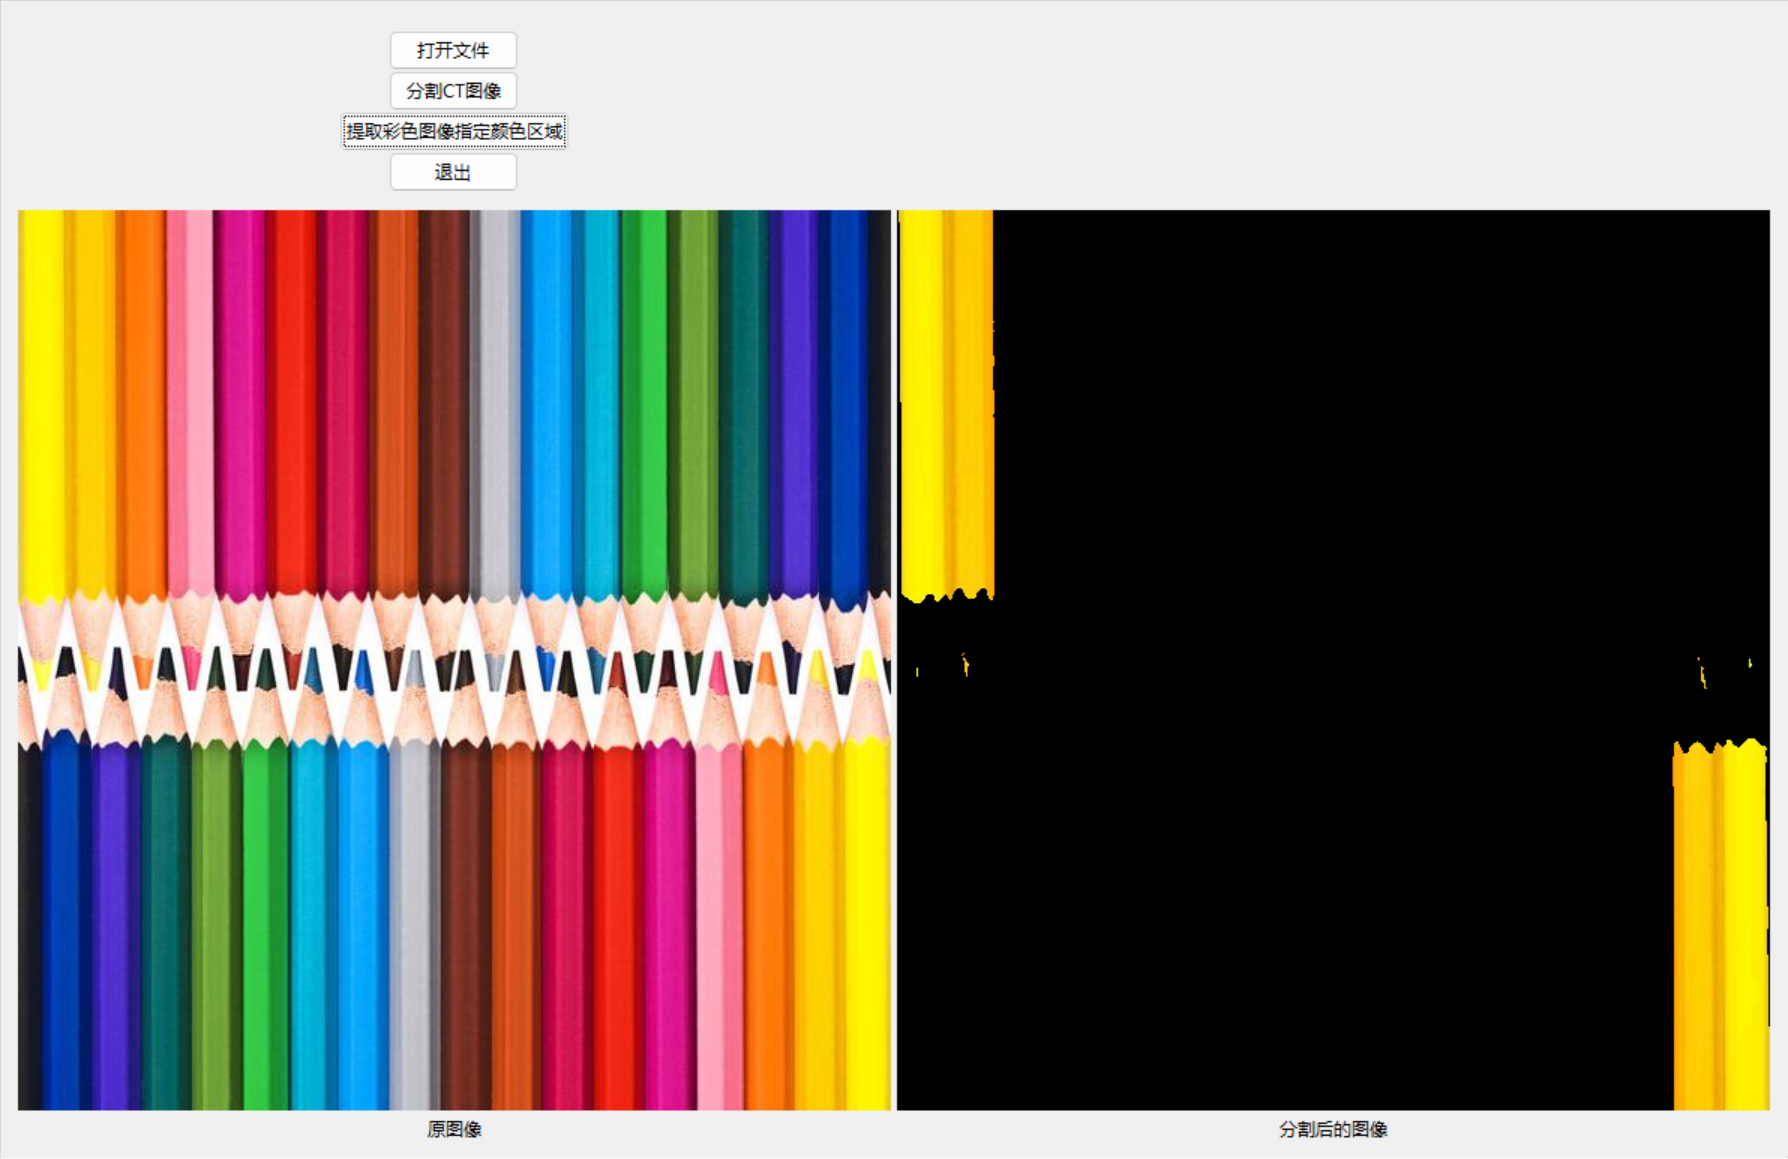 打开文件
分割CT图像
提取彩色图像指定颜色区域
退出
原图像
分割后的图像